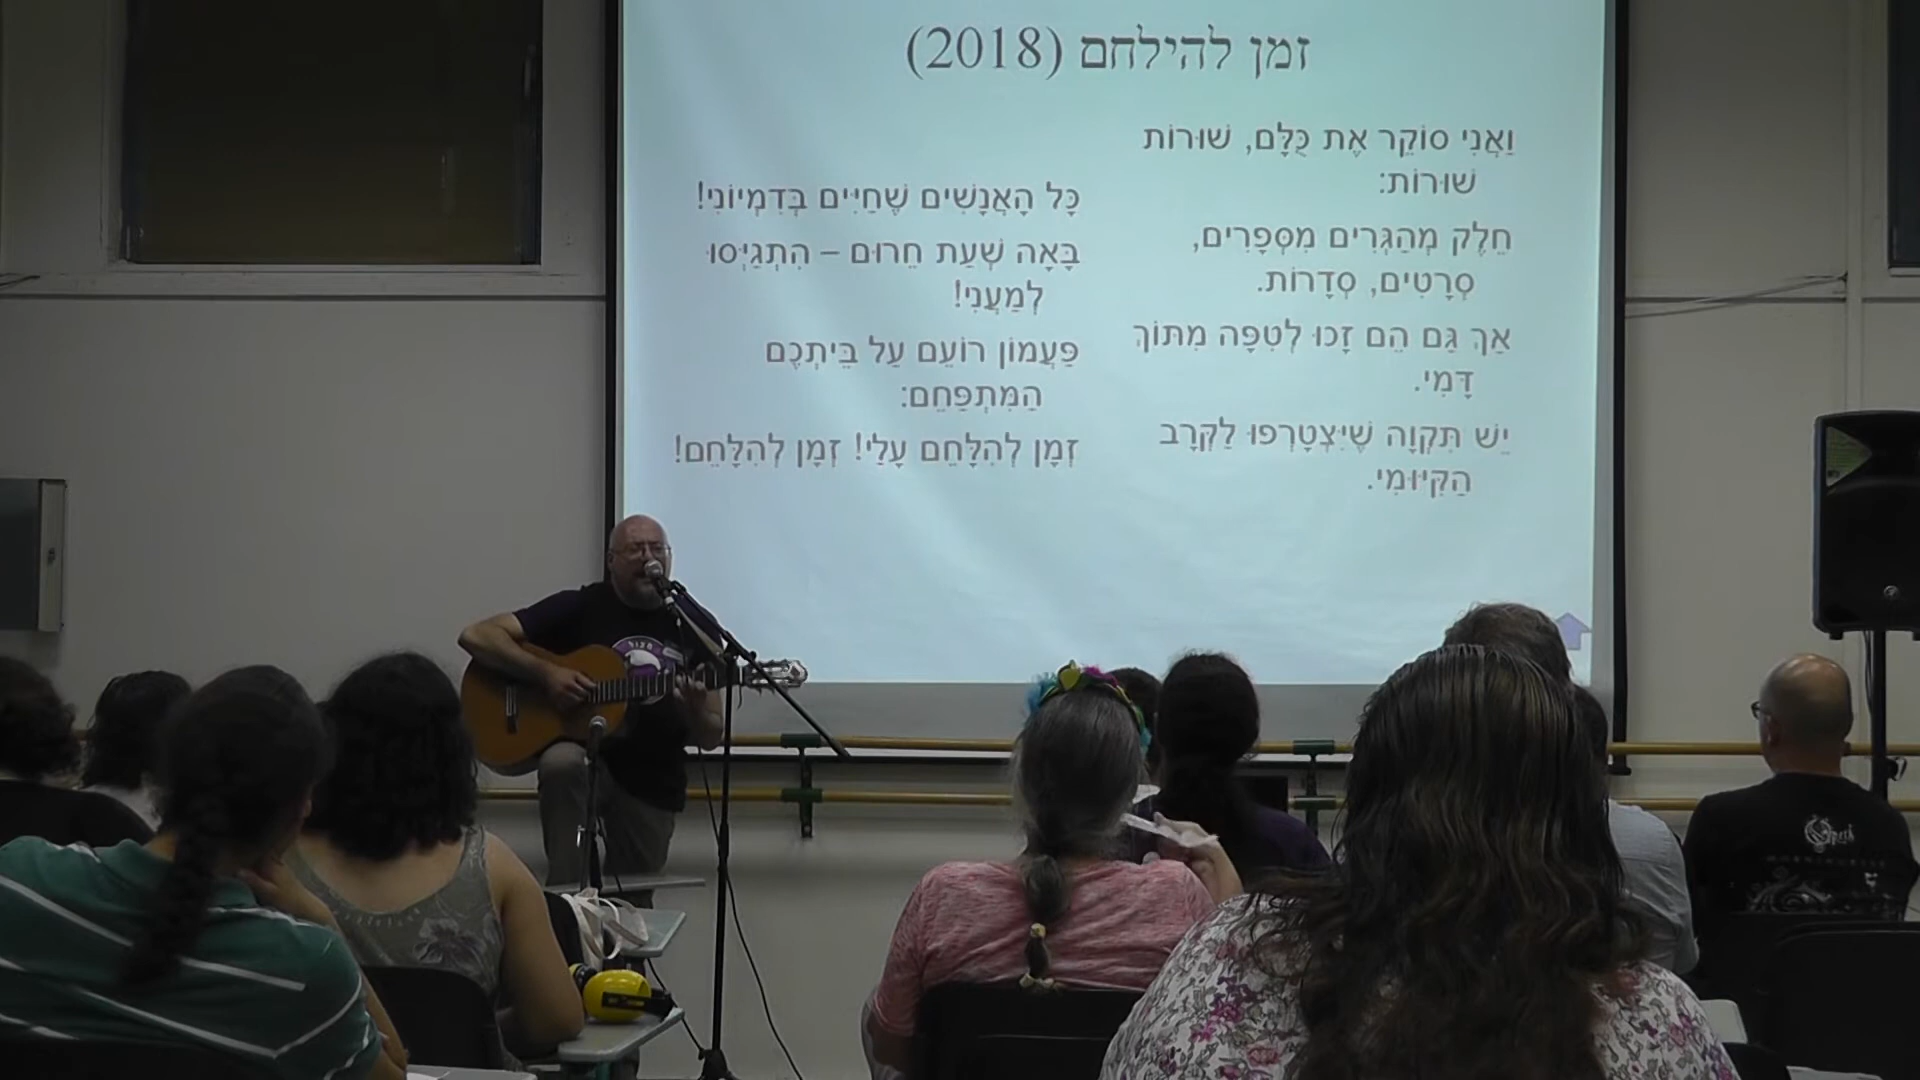 זמן להילחם (2018)
וַאֲנִי סוֹקֵר אֶת כֻּלָּם, שׁוּרוֹת
שׁוּרוֹת:
חֵלֶק מְהַגְּרִים מִסְּפָרִים,
סְרָטִים, סְדָרוֹת.
אַךְ גַּם הֵם זָכוּ לְטִפָּה מִתּוֹךְ
דָּמִי.
יֵשׁ תִּקְוָה שֶׁיִּצְטָרְפוּ לַקְּרָב
הַקִּיּוּמִי.
כָּל הָאֲנָשִׁים שֶׁחַיִּים בְּדִמְיוֹנִי!
בָּאָה שְׁעַת חֵרוּם – הִתְגַּיְּסוּ
לְמַעֲנִי!
פַּעֲמוֹן רוֹעֵם עַל בֵּיתְכֶם
הַמִּתְפַּחֵם:
זְמָן לְהִלָּחֵם עָלַי! זְמָן לְהִלָּחֵם!
Opeth